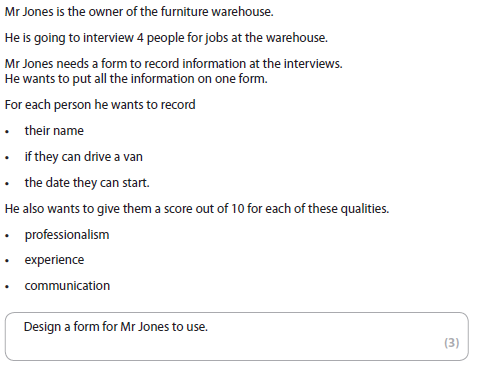 Mr Jones is the owner of the furniture warehouse.
He is going to interview 4 people for jobs at the warehouse.
Mr Jones needs a form to record information at the interviews.
He wants to put all the information on one form.
For each person he wants to record
• their name
• if they can drive a van
• the date they can start.
He also wants to give them a score out of 10 for each of these qualities.
• professionalism
• experience
• communication
Design a form for Mr Jones to use.
(3)